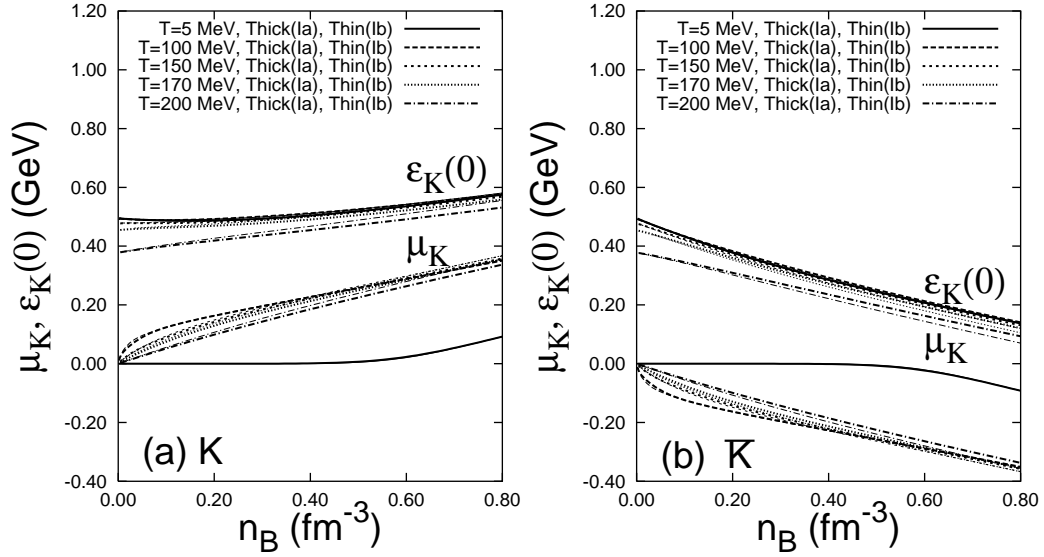 μK, εK(0) (GeV)
1.20
1.00
0.80
0.60
0.40
0.20
0.00
-0.20
-0.40
T=5 MeV, Thick(Ia), Thin(Ib)
T=100 MeV, Thick(Ia), Thin(Ib)
T=150 MeV, Thick(Ia), Thin(Ib)
T=170 MeV, Thick(Ia), Thin(Ib)
T=200 MeV, Thick(Ia), Thin(Ib)
εK(0)
μK
(a) K
0.00 0.20 0.40 0.60 0.80
nB (fm-3)
μK, εK(0) (GeV)
1.20
1.00
0.80
0.60
0.40
0.20
0.00
-0.20
-0.40
T=5 MeV, Thick(Ia), Thin(Ib)
T=100 MeV, Thick(Ia), Thin(Ib)
T=150 MeV, Thick(Ia), Thin(Ib)
T=170 MeV, Thick(Ia), Thin(Ib)
T=200 MeV, Thick(Ia), Thin(Ib)
εK(0)
μK
(b) K̅
0.00 0.20 0.40 0.60 0.80
nB (fm-3)